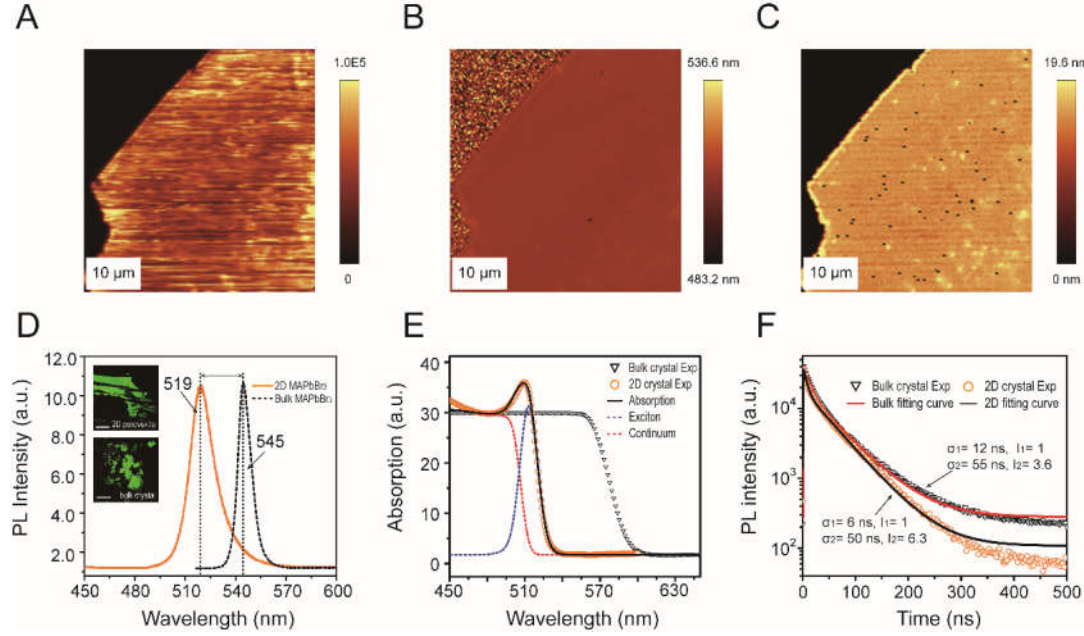 A
B
C
1.0E5
0
10 µm
536.6 nm
483.2 nm
10 µm
19.6 nm
0 nm
10 µm
D
E
F
12.0
10.0
8.0
6.0
4.0
2.0
PL Intensity (a.u.)
519
545
2D MAPbBr₃
Bulk MAPbBr₃
2D perovskite
bulk crystal
450
480
510
540
570
600
Wavelength (nm)
40
30
20
10
0
Absorption (a.u.)
Bulk crystal Exp
2D crystal Exp
Absorption
Exciton
Continuum
450
510
570
630
Wavelength (nm)
10⁴
10³
10²
PL intensity (a.u.)
Bulk crystal Exp
2D crystal Exp
Bulk fitting curve
2D fitting curve
σ1= 12 ns, I1= 1
σ2= 55 ns, I2= 3.6
σ1= 6 ns, I1= 1
σ2= 50 ns, I2= 6.3
0
100
200
300
400
500
Time (ns)